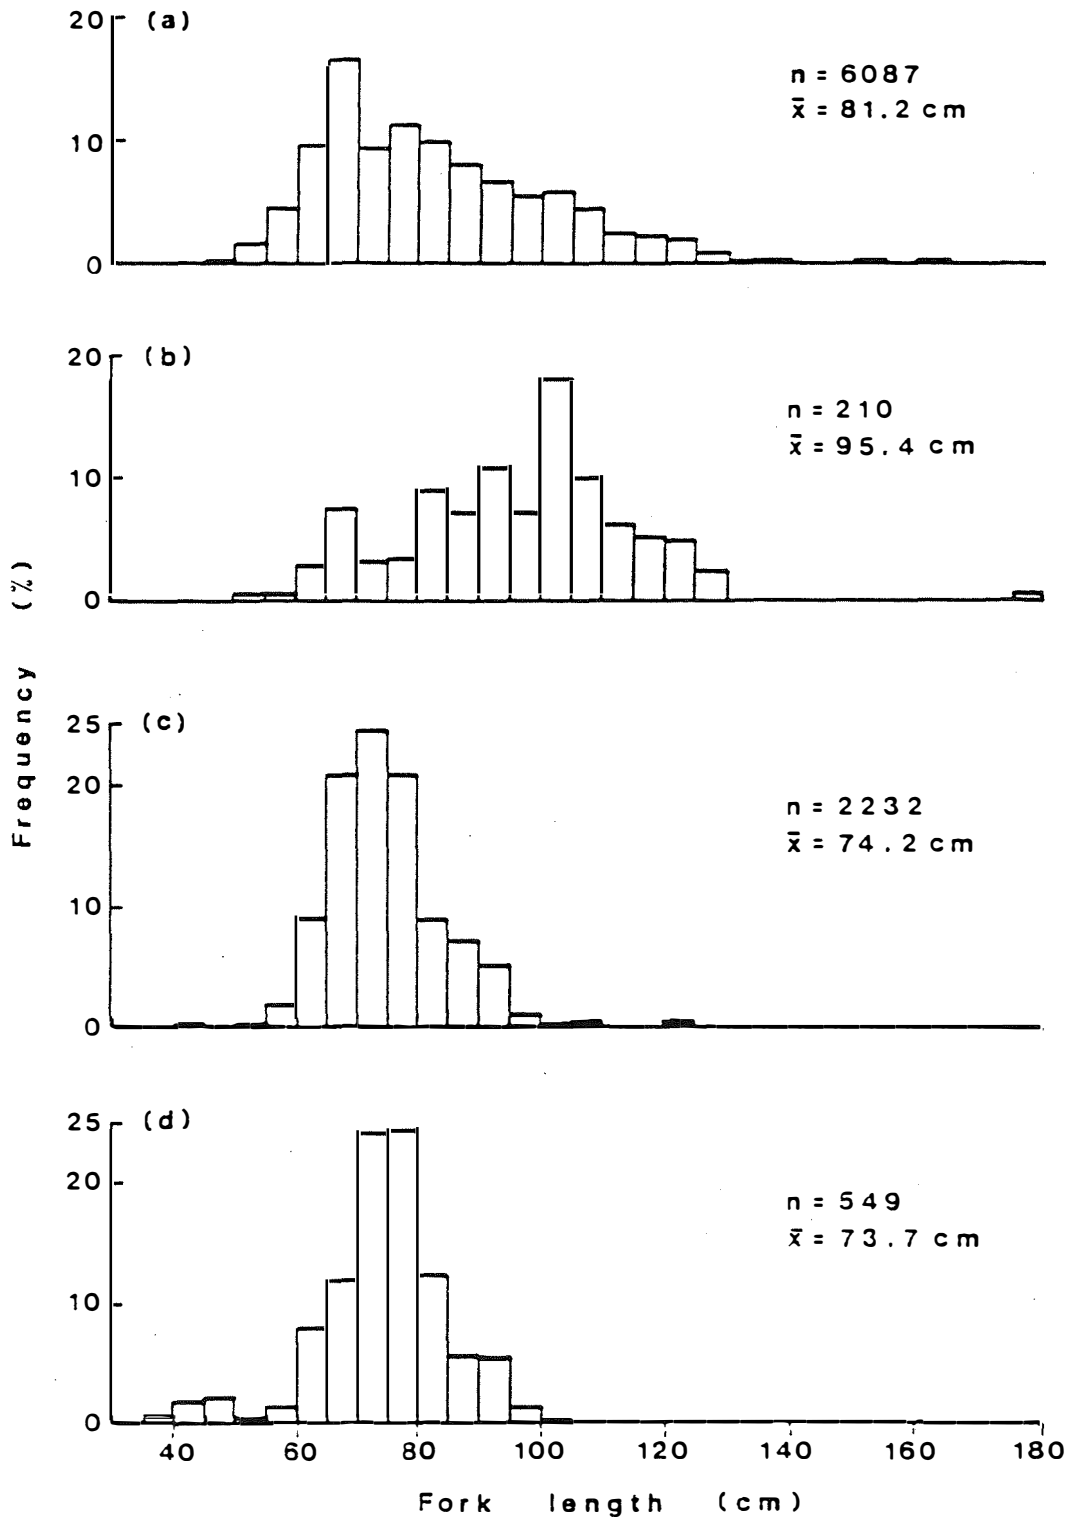 20 (a)
n = 6087
x̄ = 81.2 cm
10
0
20 (b)
n = 210
x̄ = 95.4 cm
10
0
Frequency (%)
25 (c)
20
n = 2232
x̄ = 74.2 cm
10
0
25 (d)
20
n = 549
x̄ = 73.7 cm
10
0
40 60 80 100 120 140 160 180
Fork length (cm)